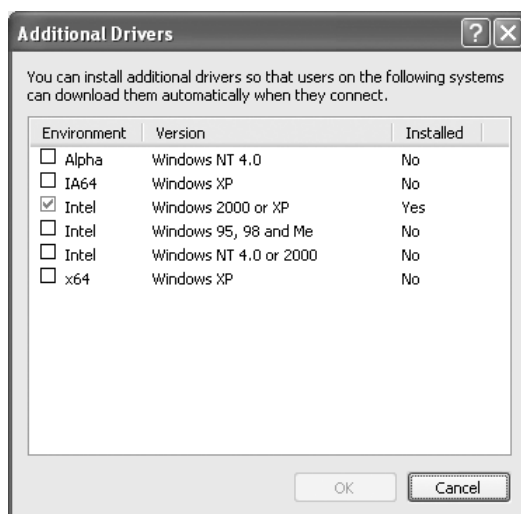 Additional Drivers
You can install additional drivers so that users on the following systems
can download them automatically when they connect.
Environment Version Installed
Alpha Windows NT 4.0 No
IA64 Windows XP No
Intel Windows 2000 or XP Yes
Intel Windows 95, 98 and Me No
Intel Windows NT 4.0 or 2000 No
x64 Windows XP No
OK Cancel